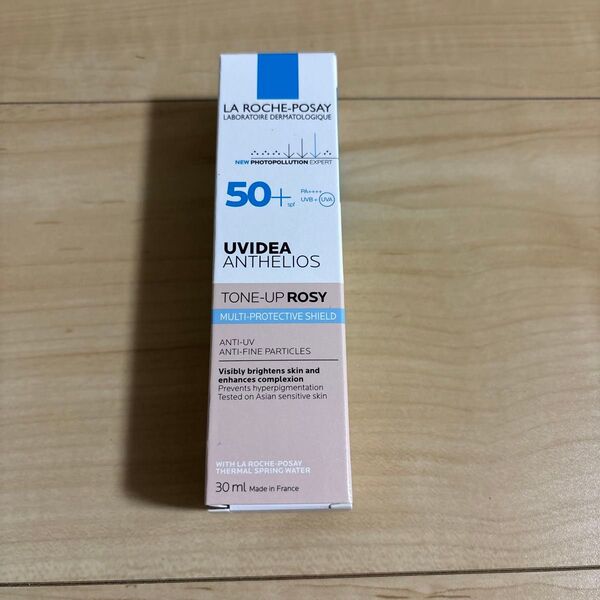 LA ROCHE-POSAY
LABORATOIRE DERMATOLOGIQUE
NEW PHOTOPOLLUTION EXPERT
50+ spf
PA++++
UVB + UVA
UVIDEA
ANTHELIOS
TONE-UP ROSY
MULTI-PROTECTIVE SHIELD
ANTI-UV
ANTI-FINE PARTICLES
Visibly brightens skin and
enhances complexion
Prevents hyperpigmentation
Tested on Asian sensitive skin
WITH LA ROCHE-POSAY
THERMAL SPRING WATER
30 ml Made in France